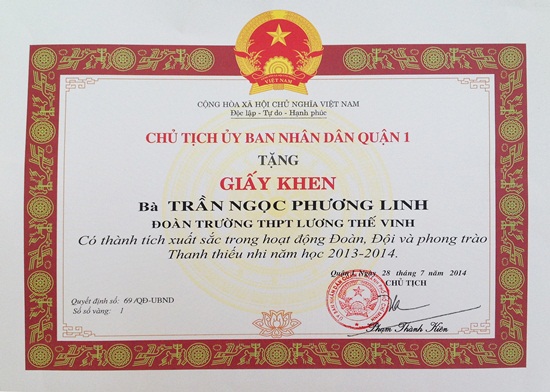 VIỆT NAM
CỘNG HÒA XÃ HỘI CHỦ NGHĨA VIỆT NAM
Độc lập - Tự do - Hạnh phúc
CHỦ TỊCH ỦY BAN NHÂN DÂN QUẬN 1
TẶNG
GIẤY KHEN
Bà TRẦN NGỌC PHƯƠNG LINH
ĐOÀN TRƯỜNG THPT LƯƠNG THẾ VINH
Có thành tích xuất sắc trong hoạt động Đoàn, Đội và phong trào
Thanh thiếu nhi năm học 2013-2014.
Quận 1, Ngày, 28 tháng 7 năm 2014
CHỦ TỊCH
Quyết định số: 69 /QĐ-UBND
Số sổ vàng: 1
Phạm Thành Kiên